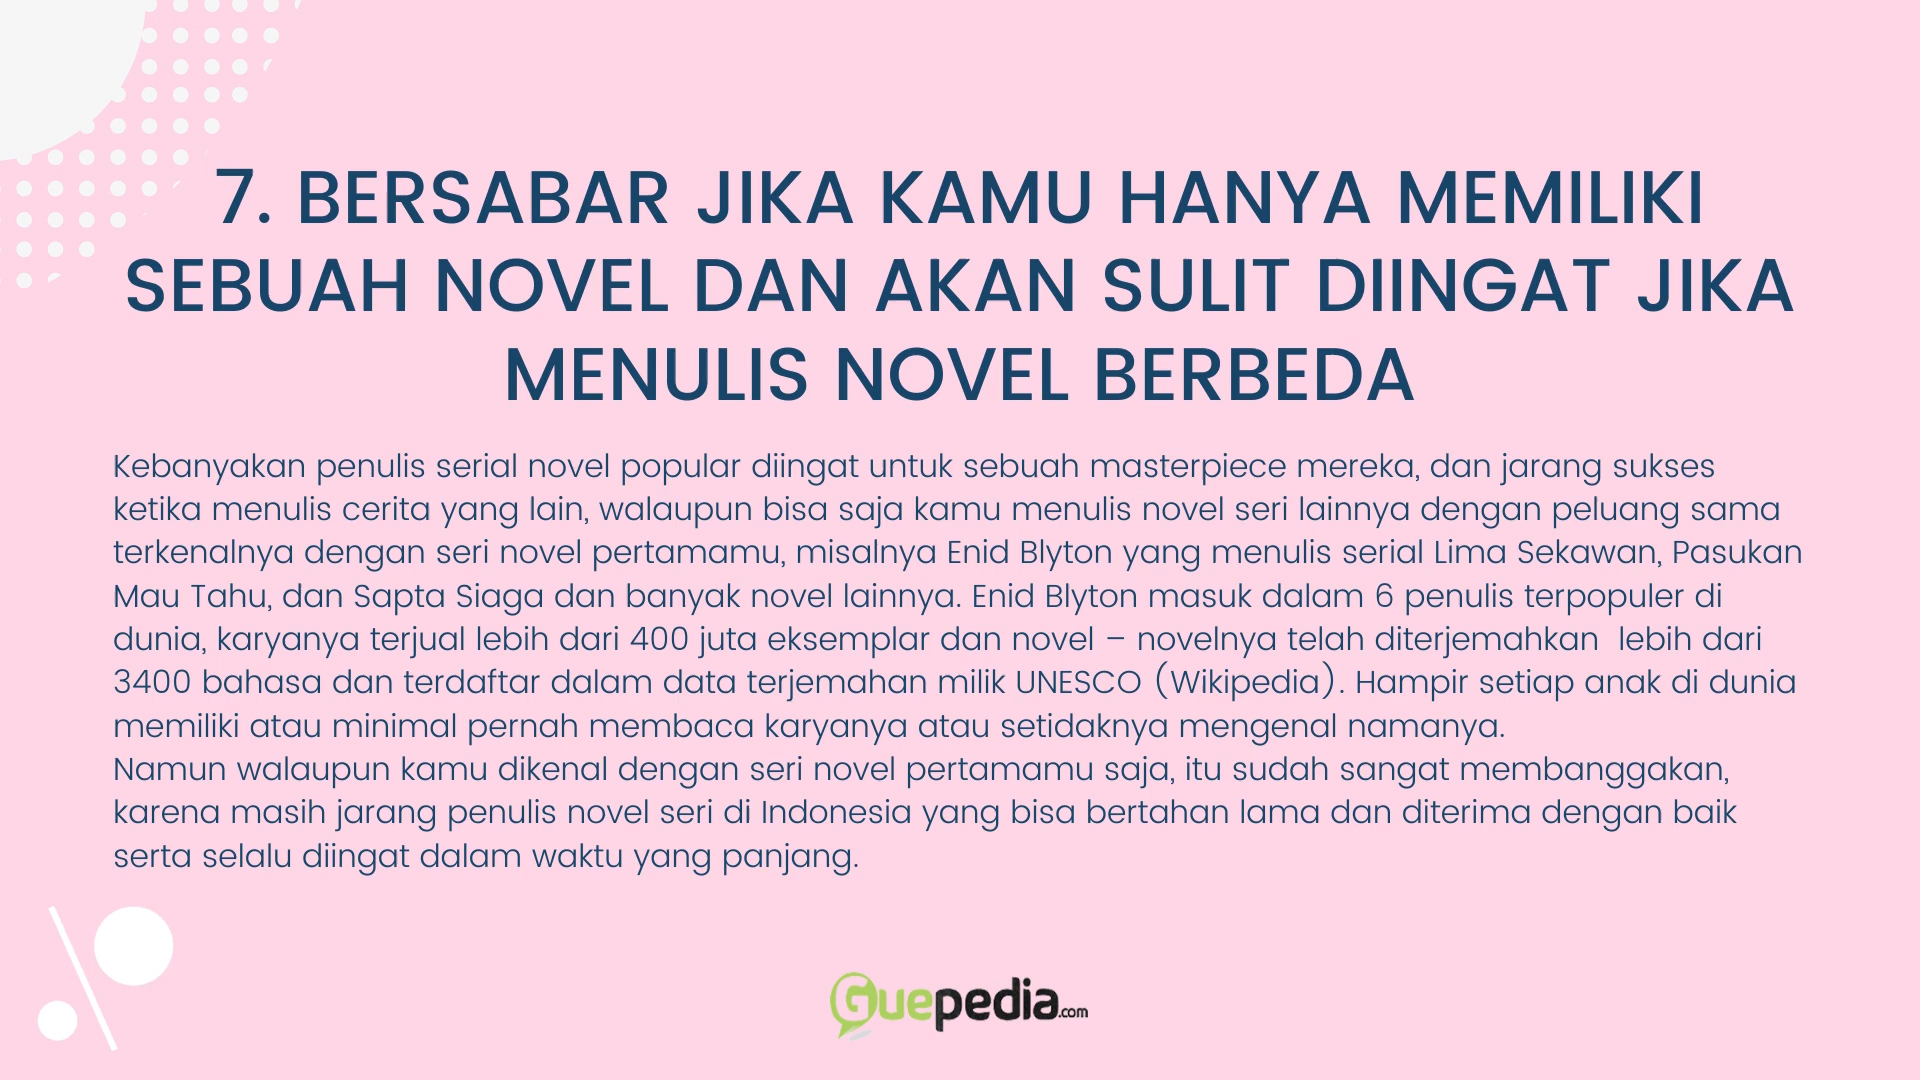 7. BERSABAR JIKA KAMU HANYA MEMILIKI
SEBUAH NOVEL DAN AKAN SULIT DIINGAT JIKA
MENULIS NOVEL BERBEDA
Kebanyakan penulis serial novel popular diingat untuk sebuah masterpiece mereka, dan jarang sukses
ketika menulis cerita yang lain, walaupun bisa saja kamu menulis novel seri lainnya dengan peluang sama
terkenalnya dengan seri novel pertamamu, misalnya Enid Blyton yang menulis serial Lima Sekawan, Pasukan
Mau Tahu, dan Sapta Siaga dan banyak novel lainnya. Enid Blyton masuk dalam 6 penulis terpopuler di
dunia, karyanya terjual lebih dari 400 juta eksemplar dan novel – novelnya telah diterjemahkan  lebih dari
3400 bahasa dan terdaftar dalam data terjemahan milik UNESCO (Wikipedia). Hampir setiap anak di dunia
memiliki atau minimal pernah membaca karyanya atau setidaknya mengenal namanya.
Namun walaupun kamu dikenal dengan seri novel pertamamu saja, itu sudah sangat membanggakan,
karena masih jarang penulis novel seri di Indonesia yang bisa bertahan lama dan diterima dengan baik
serta selalu diingat dalam waktu yang panjang.
Guepedia.com